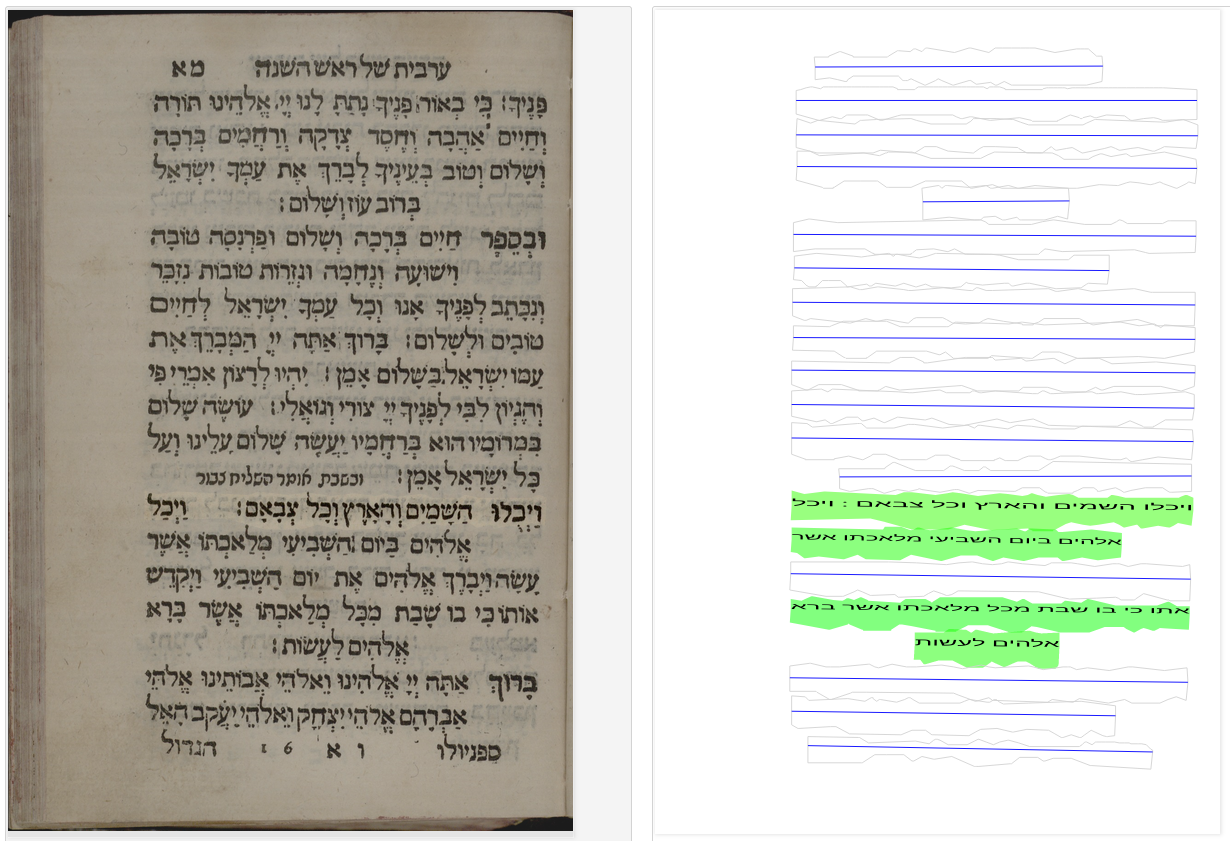 ערבית של ראש השנה מא
פָּנֶיךָ: כִּי בְאוֹר פָּנֶיךָ נָתַתָּ לָנוּ יְיָ אֱלֹהֵינוּ תּוֹרָה
וְחַיִּים אַהֲבָה וְחֶסֶד צְדָקָה וְרַחֲמִים בְּרָכָה
וְשָׁלוֹם וְטוֹב בְּעֵינֶיךָ לְבָרֵךְ אֶת עַמְּךָ יִשְׂרָאֵל
בְּרוֹב עוֹז וְשָׁלוֹם:
וּבְסֵפֶר חַיִּים בְּרָכָה וְשָׁלוֹם וּפַרְנָסָה טוֹבָה
וִישׁוּעָה וְנֶחָמָה וּגְזֵרוֹת טוֹבוֹת נִזָּכֵר
וְנִכָּתֵב לְפָנֶיךָ אָנוּ וְכָל עַמְּךָ יִשְׂרָאֵל לְחַיִּים
טוֹבִים וּלְשָׁלוֹם: בָּרוּךְ אַתָּה יְיָ הַמְבָרֵךְ אֶת
עַמּוֹ יִשְׂרָאֵל בַּשָּׁלוֹם אָמֵן: יִהְיוּ לְרָצוֹן אִמְרֵי פִי
וְהֶגְיוֹן לִבִּי לְפָנֶיךָ יְיָ צוּרִי וְגוֹאֲלִי: עוֹשֶׂה שָׁלוֹם
בִּמְרוֹמָיו הוּא בְּרַחֲמָיו יַעֲשֶׂה שָׁלוֹם עָלֵינוּ וְעַל
כָּל יִשְׂרָאֵל אָמֵן: ובשבת אומר השליח צבור
וַיְכֻלּוּ הַשָּׁמַיִם וְהָאָרֶץ וְכָל צְבָאָם: וַיְכַל
אֱלֹהִים בַּיּוֹם הַשְּׁבִיעִי מְלַאכְתּוֹ אֲשֶׁר
עָשָׂה וַיְבָרֶךְ אֱלֹהִים אֶת יוֹם הַשְּׁבִיעִי וַיְקַדֵּשׁ
אוֹתוֹ כִּי בוֹ שָׁבַת מִכָּל מְלַאכְתּוֹ אֲשֶׁר בָּרָא
אֱלֹהִים לַעֲשׂוֹת:
בָּרוּךְ אַתָּה יְיָ אֱלֹהֵינוּ וֵאלֹהֵי אֲבוֹתֵינוּ אֱלֹהֵי
אַבְרָהָם אֱלֹהֵי יִצְחָק וֵאלֹהֵי יַעֲקֹב הָאֵל
ספניולו ו א 6 1 הגדול
ויכלו השמים והארץ וכל צבאם : ויכל
אלהים ביום השביעי מלאכתו אשר
אתו כי בו שבת מכל מלאכתו אשר ברא
אלהים לעשות